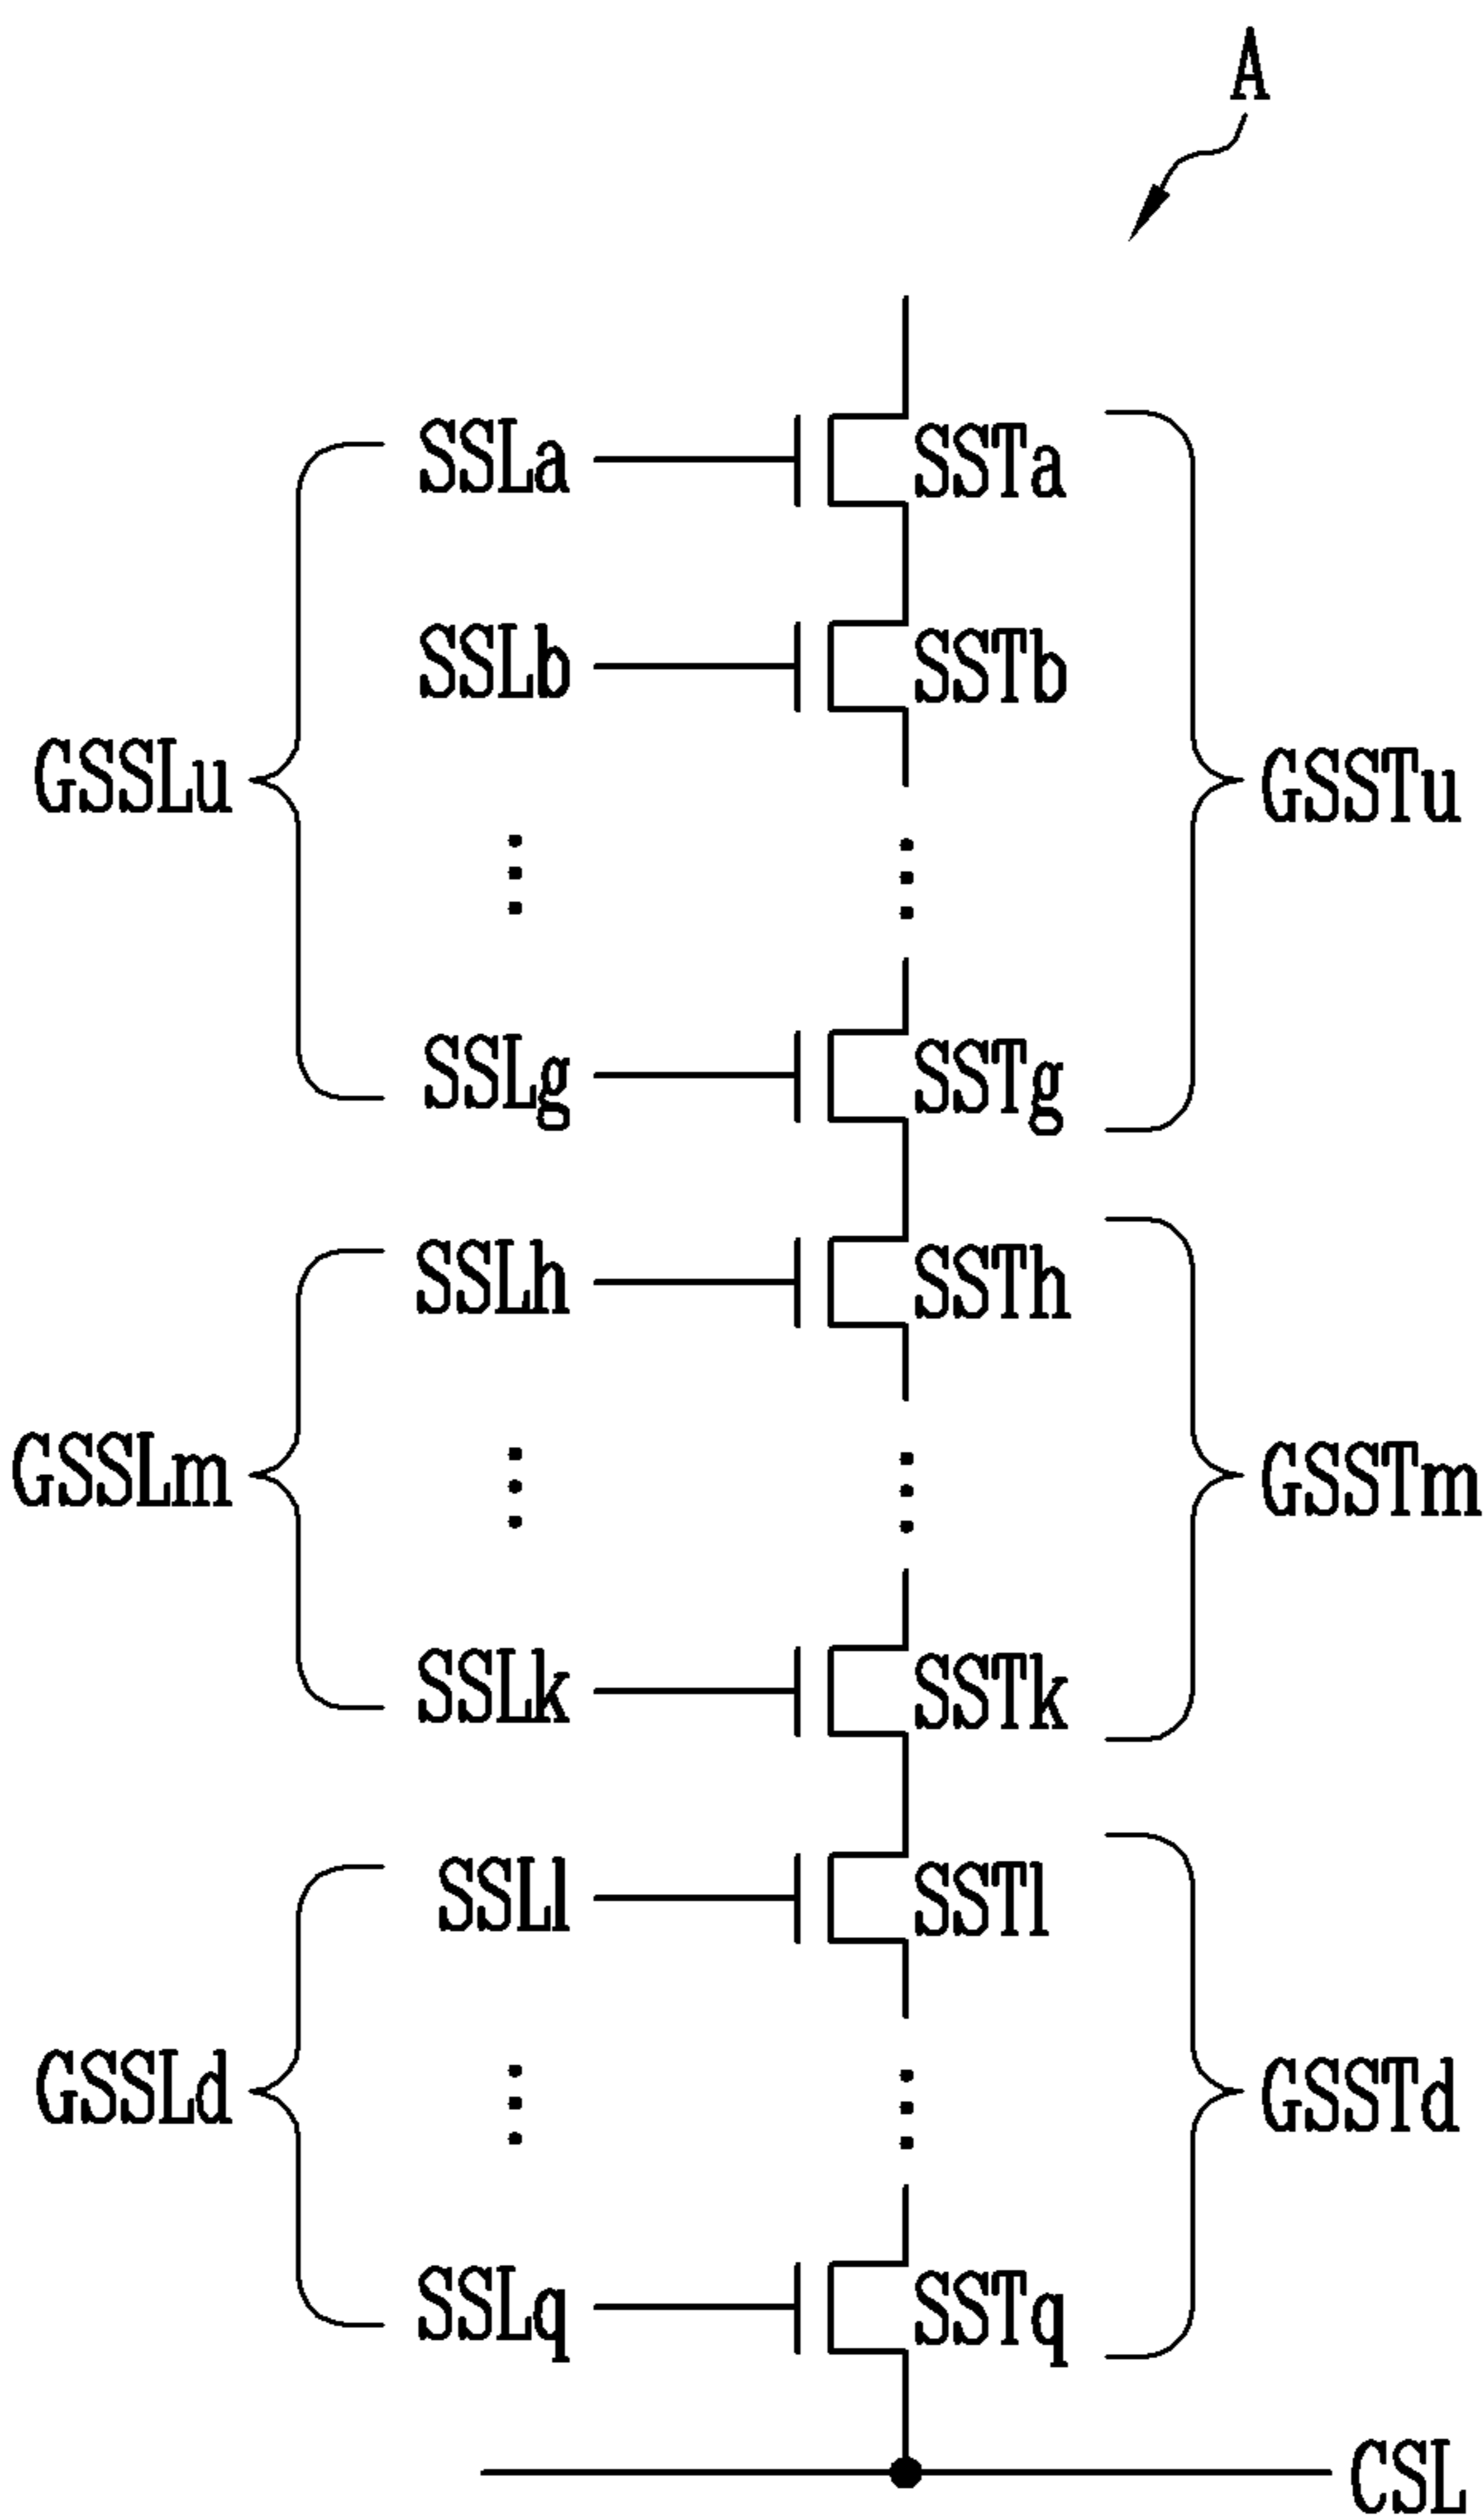 A
SSLa SSTa
SSLb SSTb
GSSLu GSSTu
SSLg SSTg
SSLh SSTh
GSSLm GSSTm
SSLk SSTk
SSLl SSTl
GSSLd GSSTd
SSLq SSTq
CSL